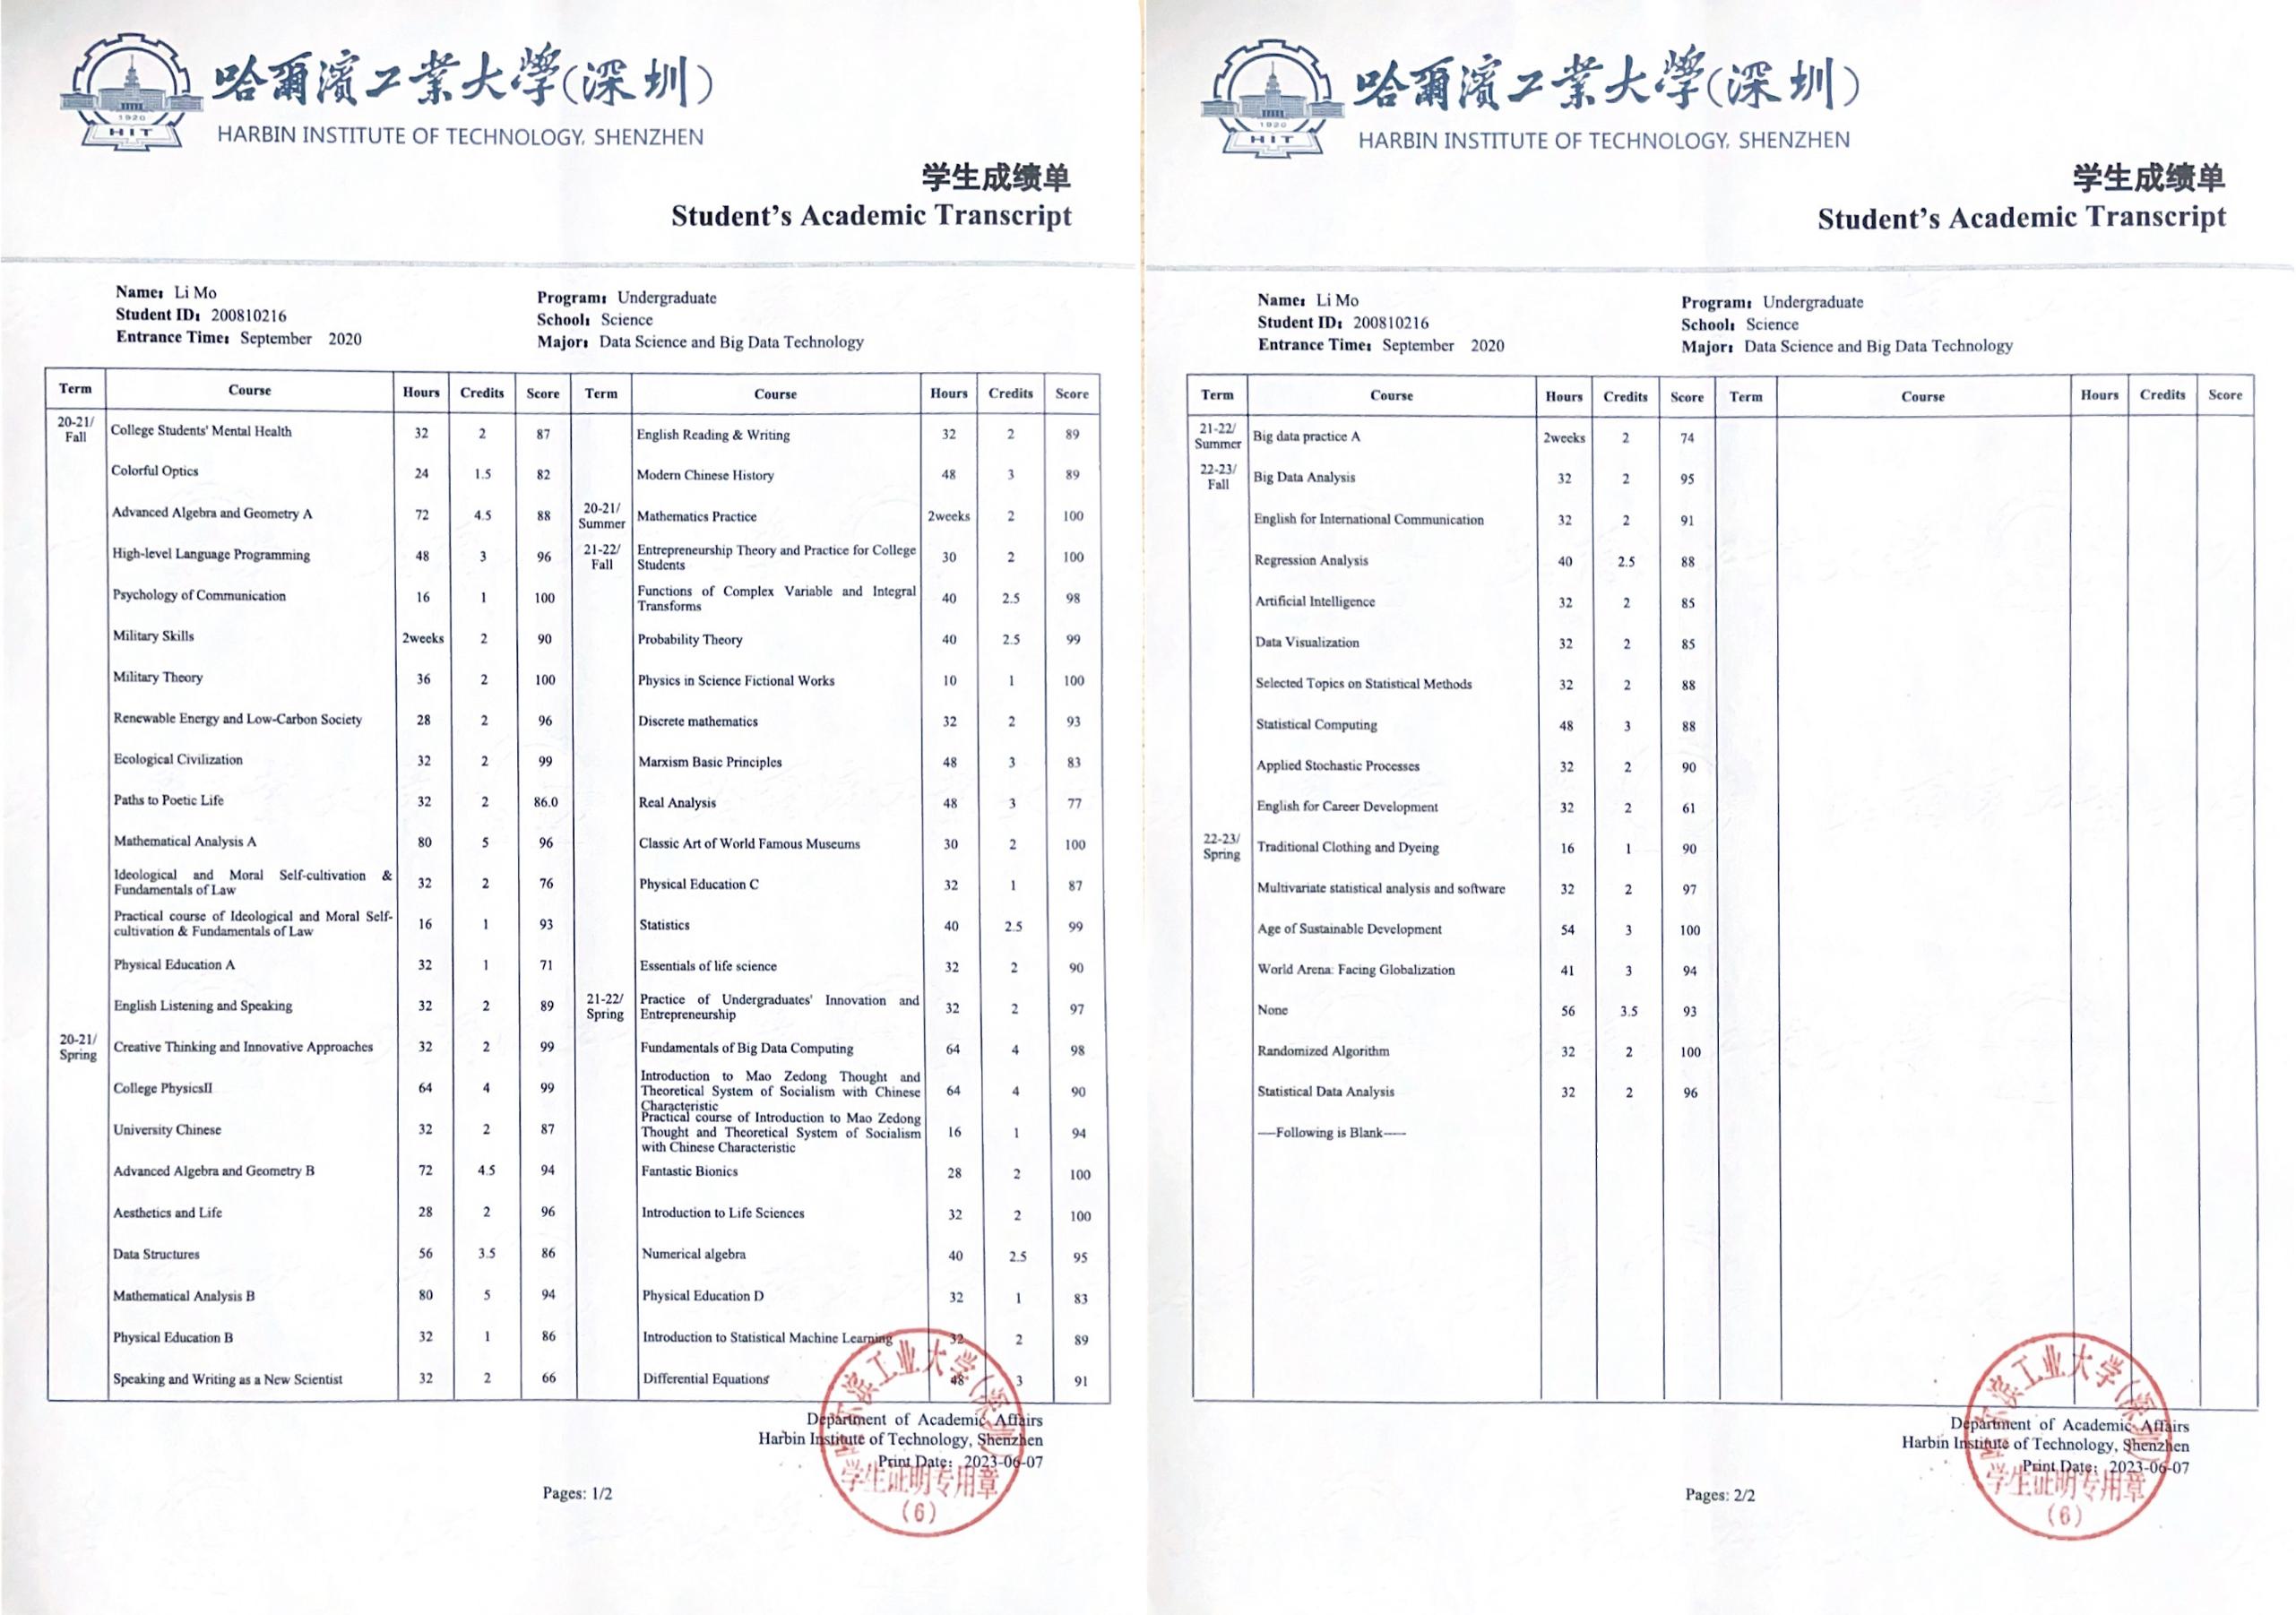 哈爾濱工業大學(深圳)
1920
HIT
HARBIN INSTITUTE OF TECHNOLOGY, SHENZHEN
学生成绩单
Student's Academic Transcript
Name: Li Mo
Student ID: 200810216
Entrance Time: September 2020
Program: Undergraduate
School: Science
Major: Data Science and Big Data Technology
Term Course Hours Credits Score Term Course Hours Credits Score
20-21/
Fall
College Students' Mental Health 32 2 87
Colorful Optics 24 1.5 82
Advanced Algebra and Geometry A 72 4.5 88
High-level Language Programming 48 3 96
Psychology of Communication 16 1 100
Military Skills 2weeks 2 90
Military Theory 36 2 100
Renewable Energy and Low-Carbon Society 28 2 96
Ecological Civilization 32 2 99
Paths to Poetic Life 32 2 86.0
Mathematical Analysis A 80 5 96
Ideological and Moral Self-cultivation &
Fundamentals of Law 32 2 76
Practical course of Ideological and Moral Self-
cultivation & Fundamentals of Law 16 1 93
Physical Education A 32 1 71
English Listening and Speaking 32 2 89
20-21/
Spring
Creative Thinking and Innovative Approaches 32 2 99
College PhysicsII 64 4 99
University Chinese 32 2 87
Advanced Algebra and Geometry B 72 4.5 94
Aesthetics and Life 28 2 96
Data Structures 56 3.5 86
Mathematical Analysis B 80 5 94
Physical Education B 32 1 86
Speaking and Writing as a New Scientist 32 2 66
English Reading & Writing 32 2 89
Modern Chinese History 48 3 89
20-21/
Summer
Mathematics Practice 2weeks 2 100
21-22/
Fall
Entrepreneurship Theory and Practice for College
Students 30 2 100
Functions of Complex Variable and Integral
Transforms 40 2.5 98
Probability Theory 40 2.5 99
Physics in Science Fictional Works 10 1 100
Discrete mathematics 32 2 93
Marxism Basic Principles 48 3 83
Real Analysis 48 3 77
Classic Art of World Famous Museums 30 2 100
Physical Education C 32 1 87
Statistics 40 2.5 99
Essentials of life science 32 2 90
21-22/
Spring
Practice of Undergraduates' Innovation and
Entrepreneurship 32 2 97
Fundamentals of Big Data Computing 64 4 98
Introduction to Mao Zedong Thought and
Theoretical System of Socialism with Chinese
Characteristic 64 4 90
Practical course of Introduction to Mao Zedong
Thought and Theoretical System of Socialism
with Chinese Characteristic 16 1 94
Fantastic Bionics 28 2 100
Introduction to Life Sciences 32 2 100
Numerical algebra 40 2.5 95
Physical Education D 32 1 83
Introduction to Statistical Machine Learning 32 2 89
Differential Equations 48 3 91
哈尔滨工业大学(深圳)
Department of Academic Affairs
Harbin Institute of Technology, Shenzhen
Print Date: 2023-06-07
学生证明专用章
(6)
Pages: 1/2
哈爾濱工業大學(深圳)
1920
HIT
HARBIN INSTITUTE OF TECHNOLOGY, SHENZHEN
学生成绩单
Student's Academic Transcript
Name: Li Mo
Student ID: 200810216
Entrance Time: September 2020
Program: Undergraduate
School: Science
Major: Data Science and Big Data Technology
Term Course Hours Credits Score Term Course Hours Credits Score
21-22/
Summer
Big data practice A 2weeks 2 74
22-23/
Fall
Big Data Analysis 32 2 95
English for International Communication 32 2 91
Regression Analysis 40 2.5 88
Artificial Intelligence 32 2 85
Data Visualization 32 2 85
Selected Topics on Statistical Methods 32 2 88
Statistical Computing 48 3 88
Applied Stochastic Processes 32 2 90
English for Career Development 32 2 61
22-23/
Spring
Traditional Clothing and Dyeing 16 1 90
Multivariate statistical analysis and software 32 2 97
Age of Sustainable Development 54 3 100
World Arena: Facing Globalization 41 3 94
None 56 3.5 93
Randomized Algorithm 32 2 100
Statistical Data Analysis 32 2 96
----Following is Blank----
哈尔滨工业大学(深圳)
Department of Academic Affairs
Harbin Institute of Technology, Shenzhen
Print Date: 2023-06-07
学生证明专用章
(6)
Pages: 2/2